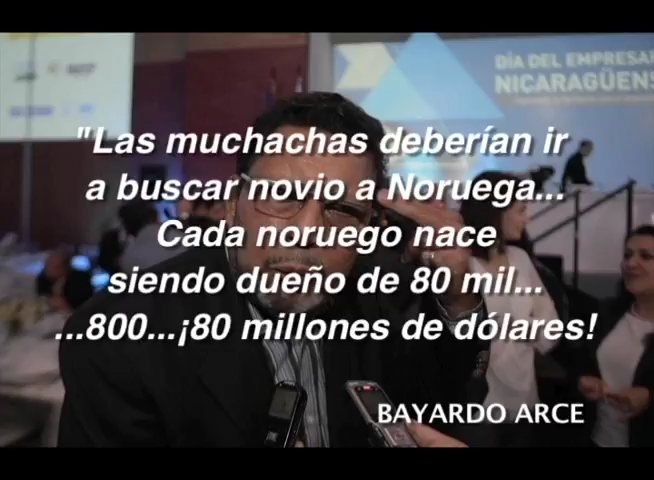 DÍA DEL EMPRESAR
NICARAGÜENS
"Las muchachas deberían ir
a buscar novio a Noruega...
Cada noruego nace
siendo dueño de 80 mil...
...800...¡80 millones de dólares!
BAYARDO ARCE